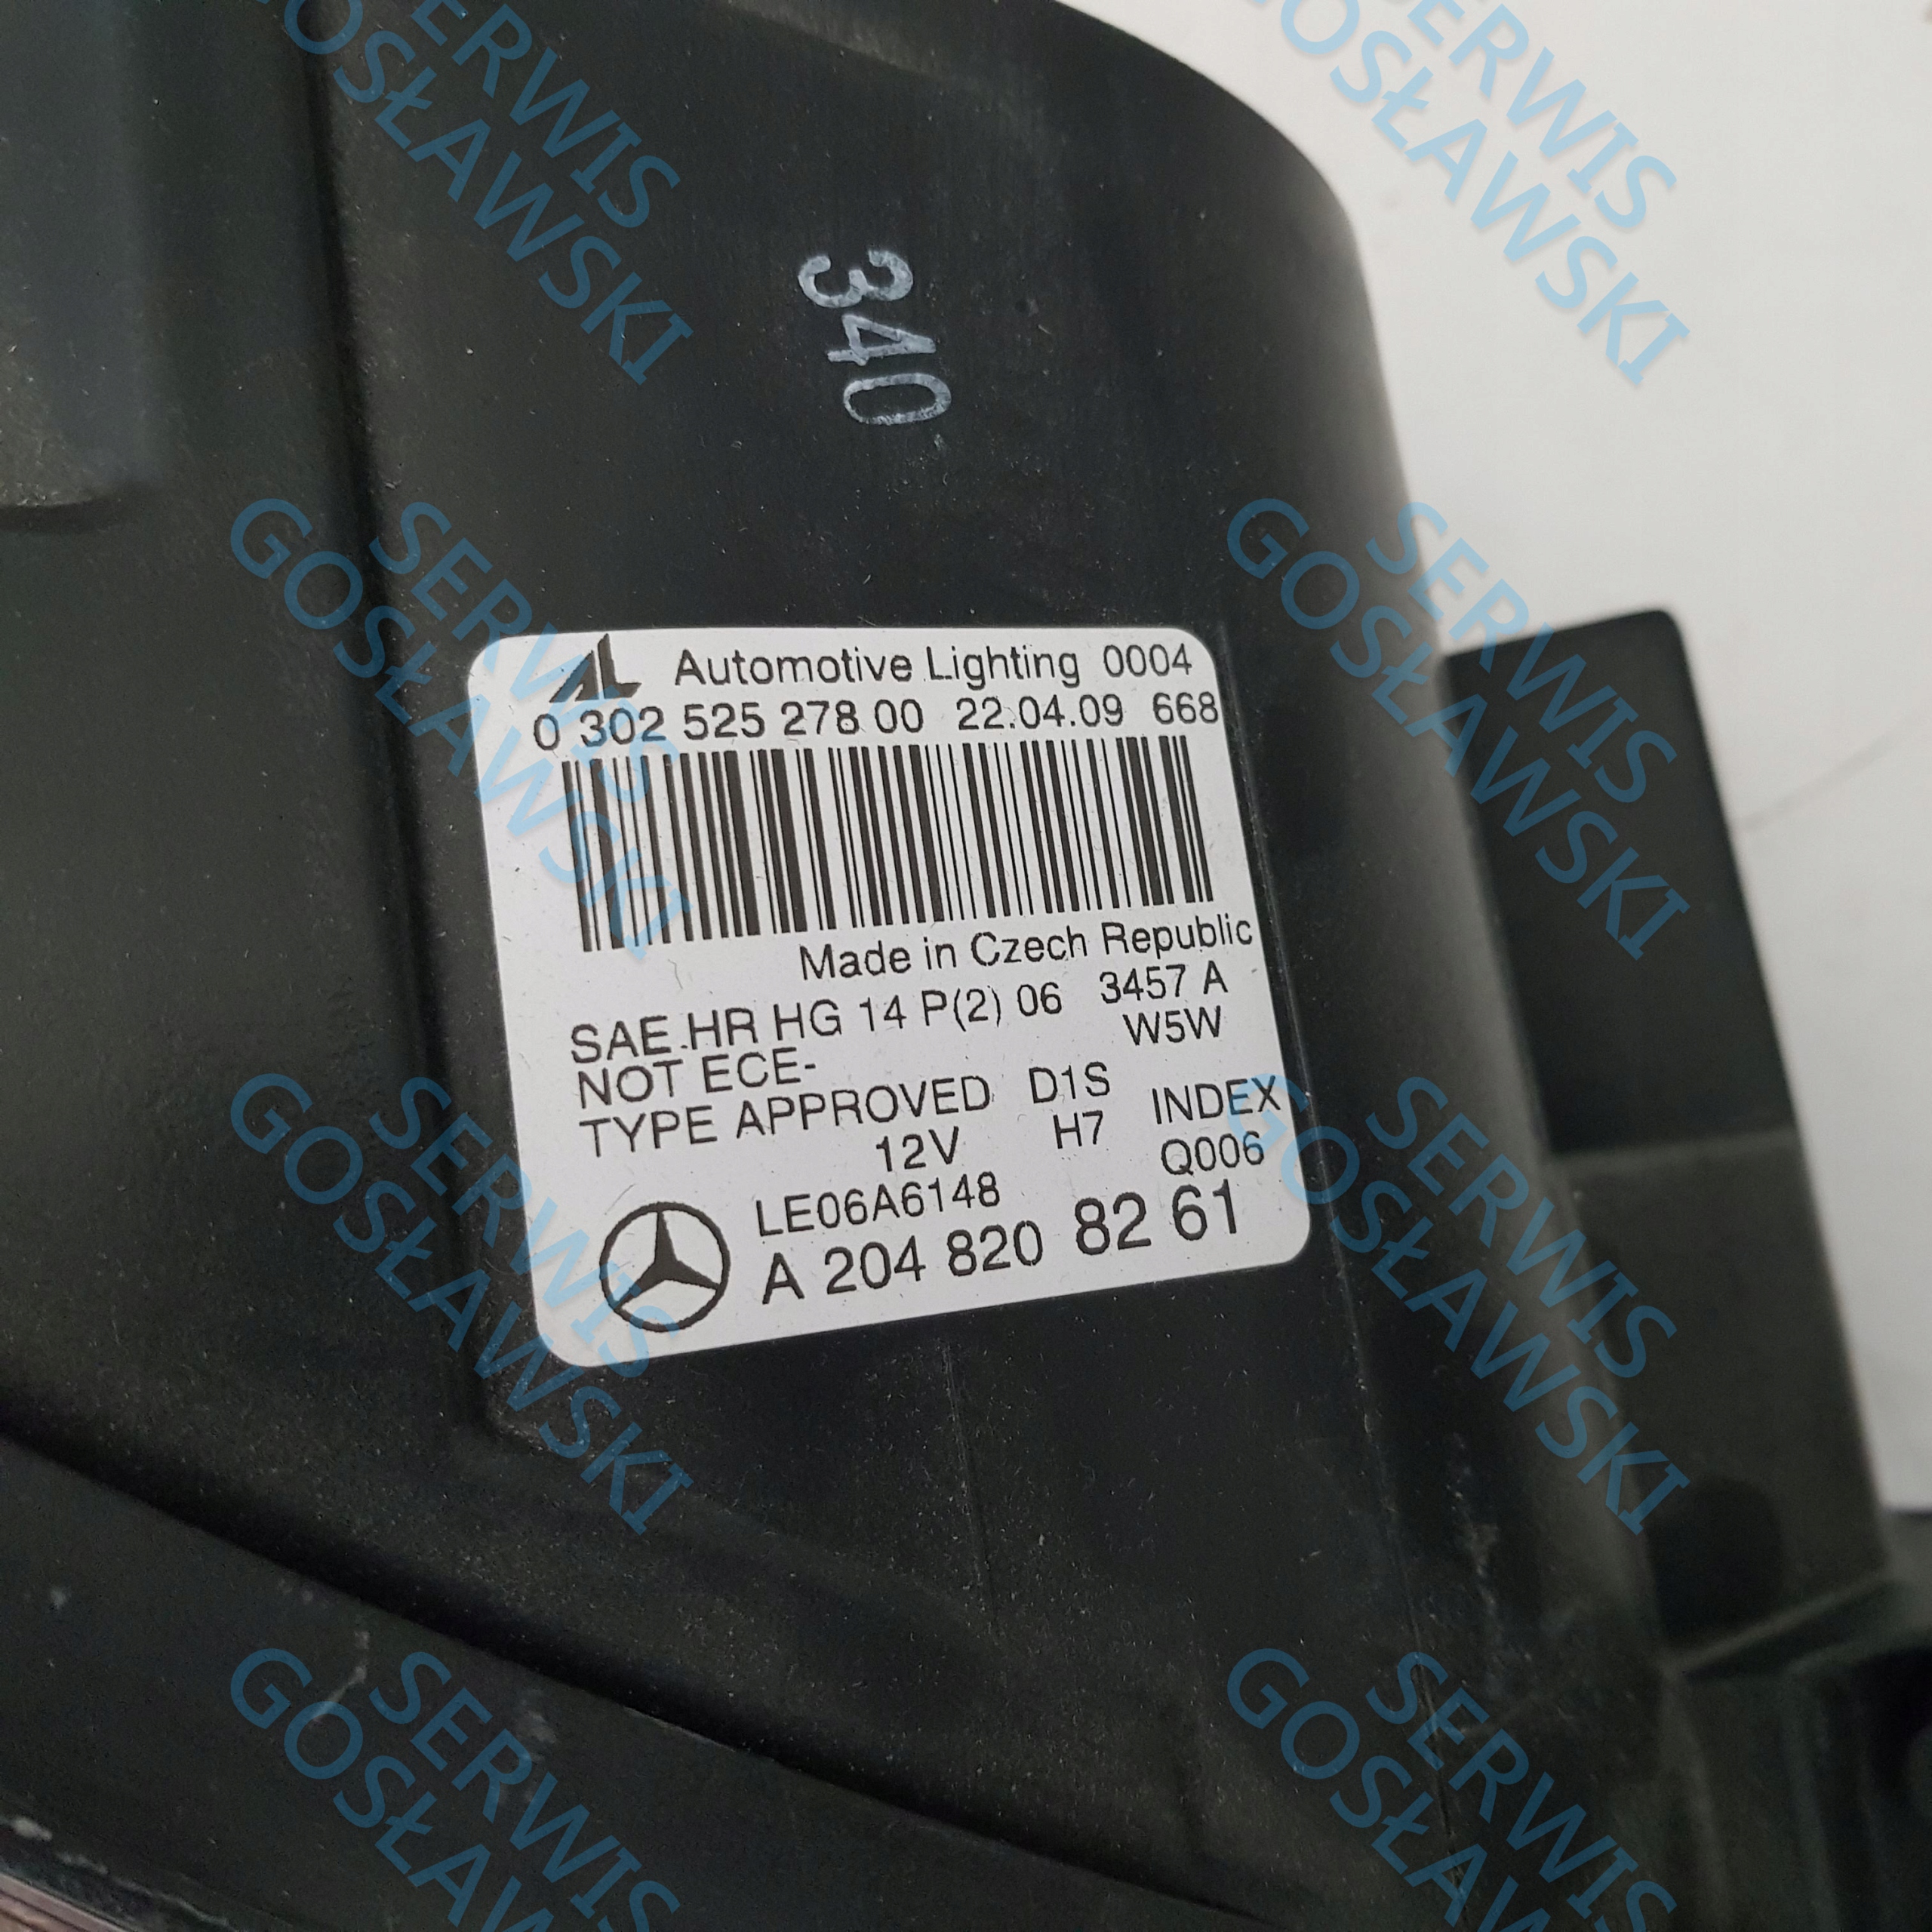 340
AL Automotive Lighting 0004
0 302 525 278 00 22.04.09 668
Made in Czech Republic
SAE HR HG 14 P(2) 06 3457 A
W5W
NOT ECE-
TYPE APPROVED D1S INDEX
12V H7 Q006
LE06A6148
A 204 820 82 61
SERWIS
GOSŁAWSKI
SERWIS
GOSŁAWSKI
SERWIS
GOSŁAWSKI
SERWIS
GOSŁAWSKI
SERWIS
GOSŁAWSKI
SERWIS
GOSŁAWSKI
SERWIS
GOSŁAWSKI
SERWIS
GOSŁAWSKI